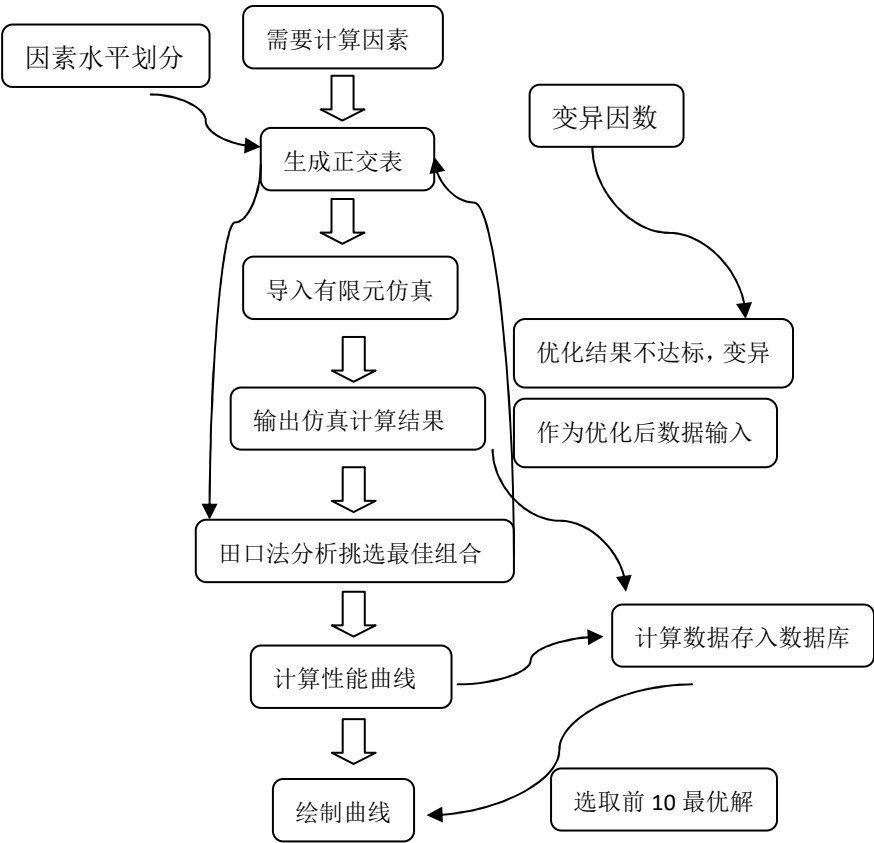 需要计算因素
因素水平划分
变异因数
生成正交表
导入有限元仿真
优化结果不达标，变异
输出仿真计算结果
作为优化后数据输入
田口法分析挑选最佳组合
计算数据存入数据库
计算性能曲线
选取前 10 最优解
绘制曲线